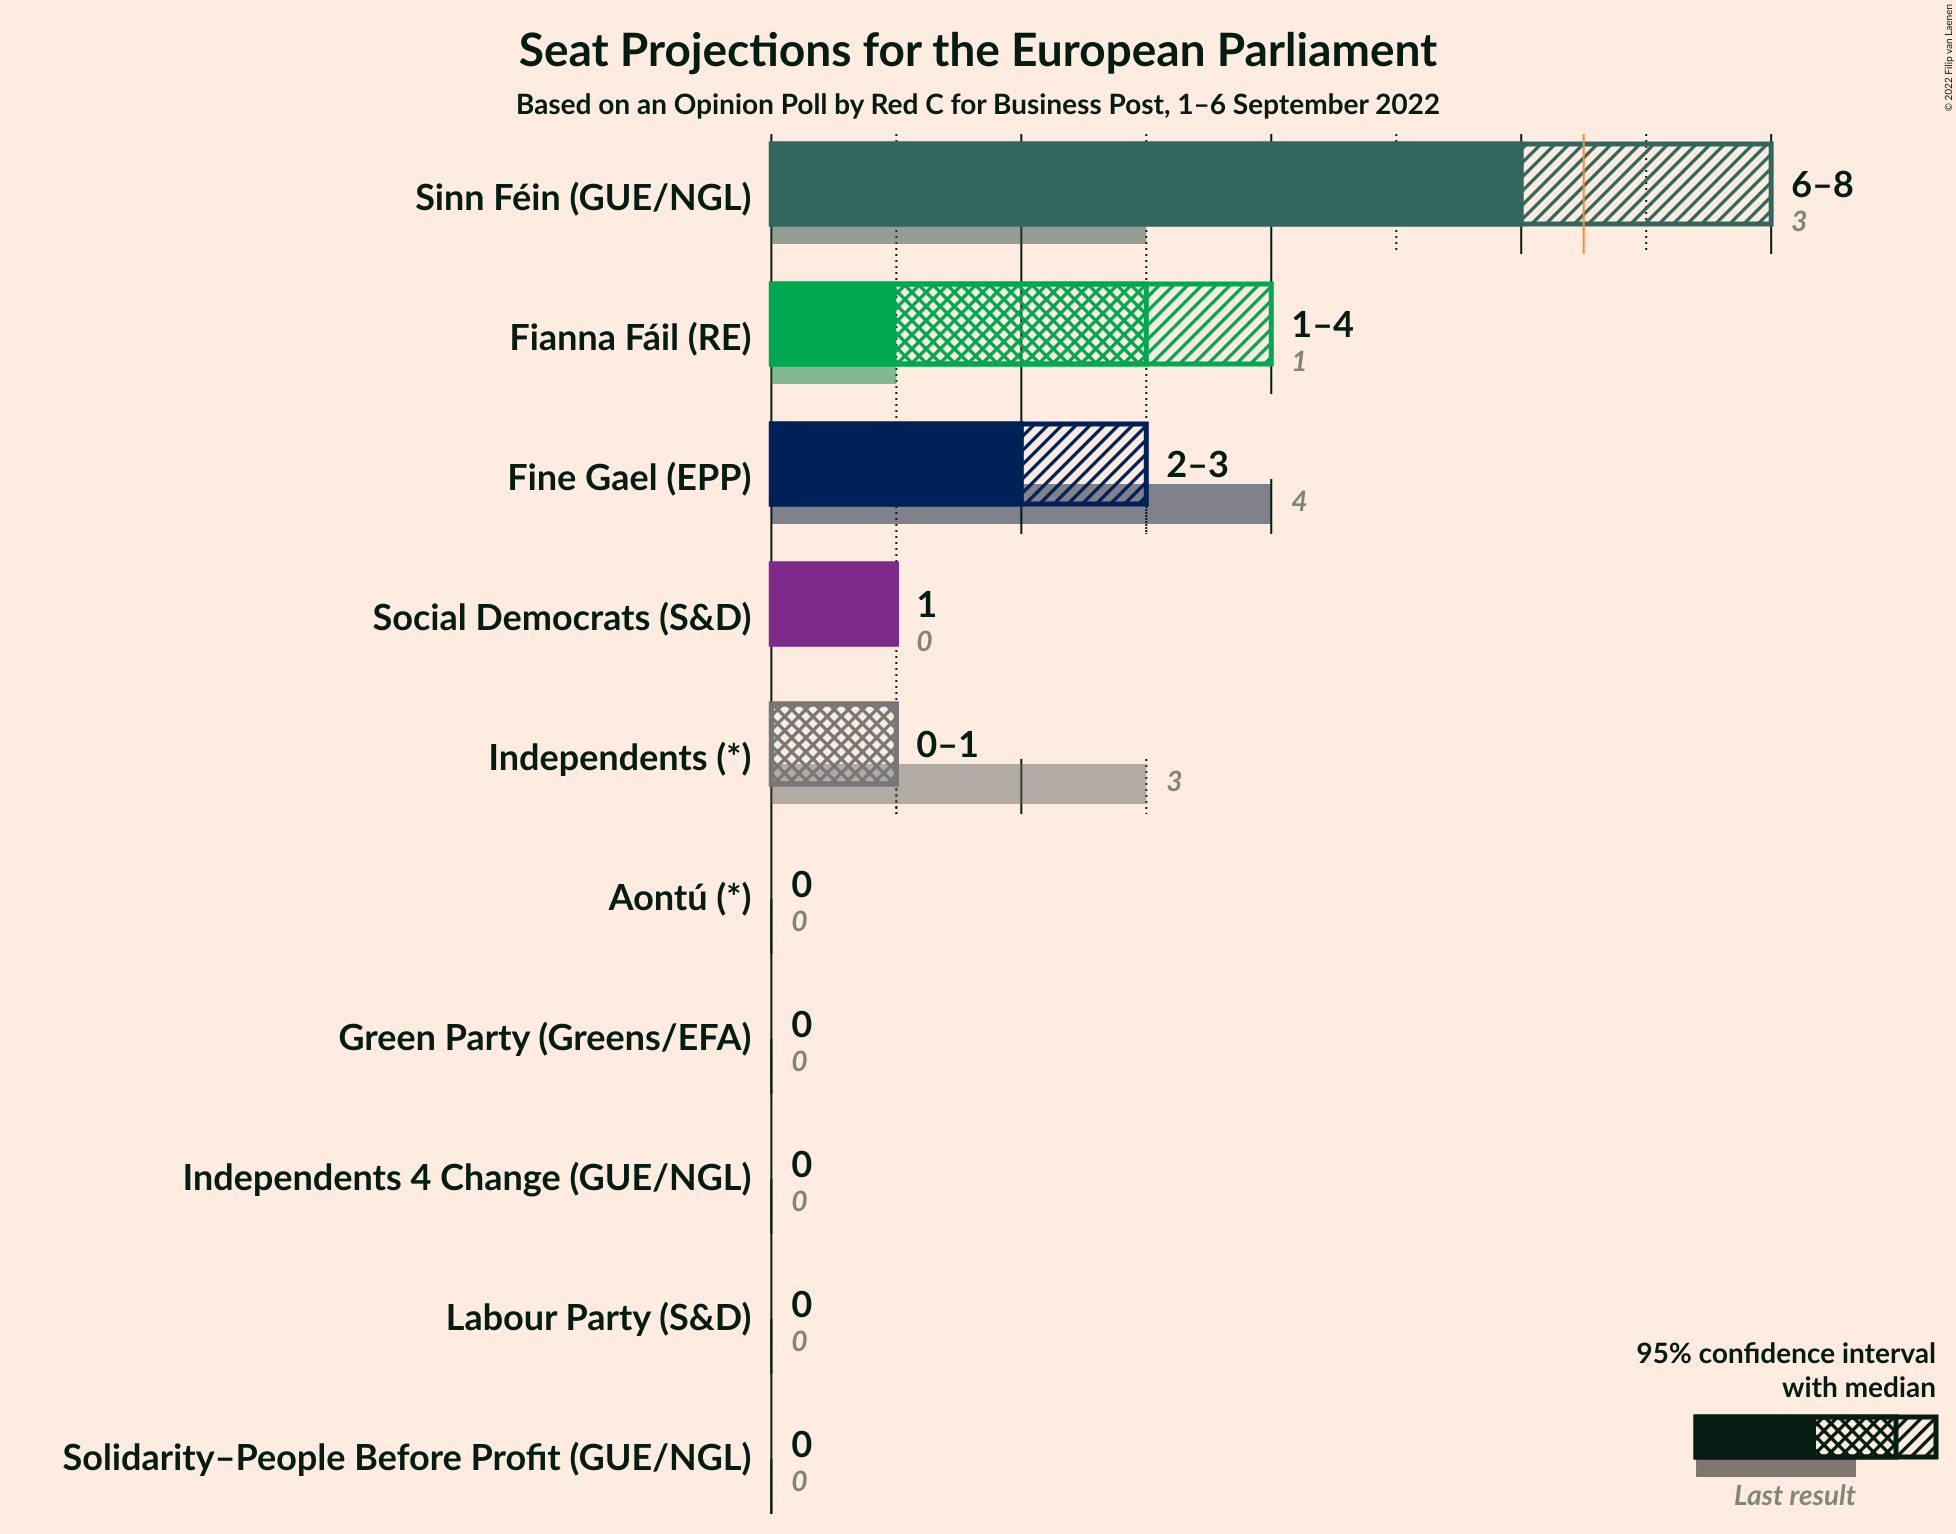 Seat Projections for the European Parliament
Based on an Opinion Poll by Red C for Business Post, 1–6 September 2022
© 2022 Filip van Laenen
Sinn Féin (GUE/NGL)
6–8
3
Fianna Fáil (RE)
1–4
1
Fine Gael (EPP)
2–3
4
Social Democrats (S&D)
1
0
Independents (*)
0–1
3
Aontú (*)
0
0
Green Party (Greens/EFA)
0
0
Independents 4 Change (GUE/NGL)
0
0
Labour Party (S&D)
0
0
Solidarity–People Before Profit (GUE/NGL)
0
0
95% confidence interval
with median
Last result